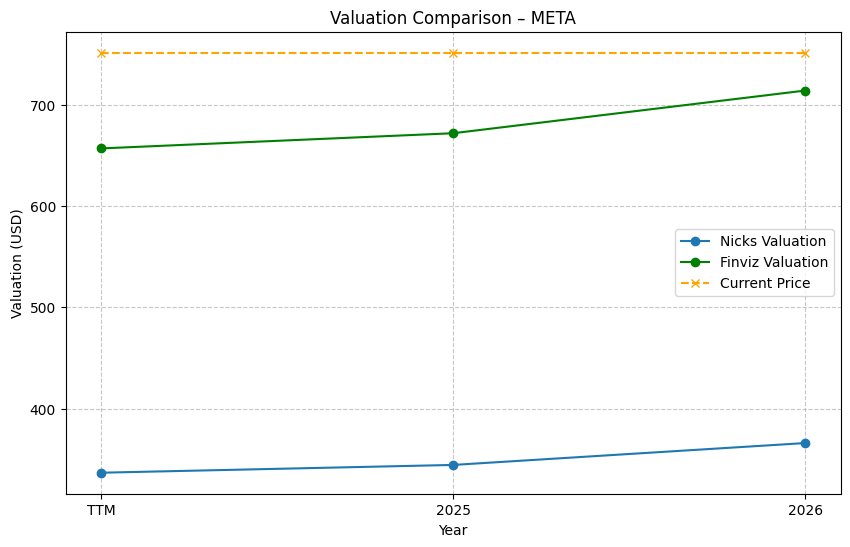 Valuation Comparison – META
Valuation (USD)
700
600
500
400
Nicks Valuation
Finviz Valuation
Current Price
TTM
2025
2026
Year